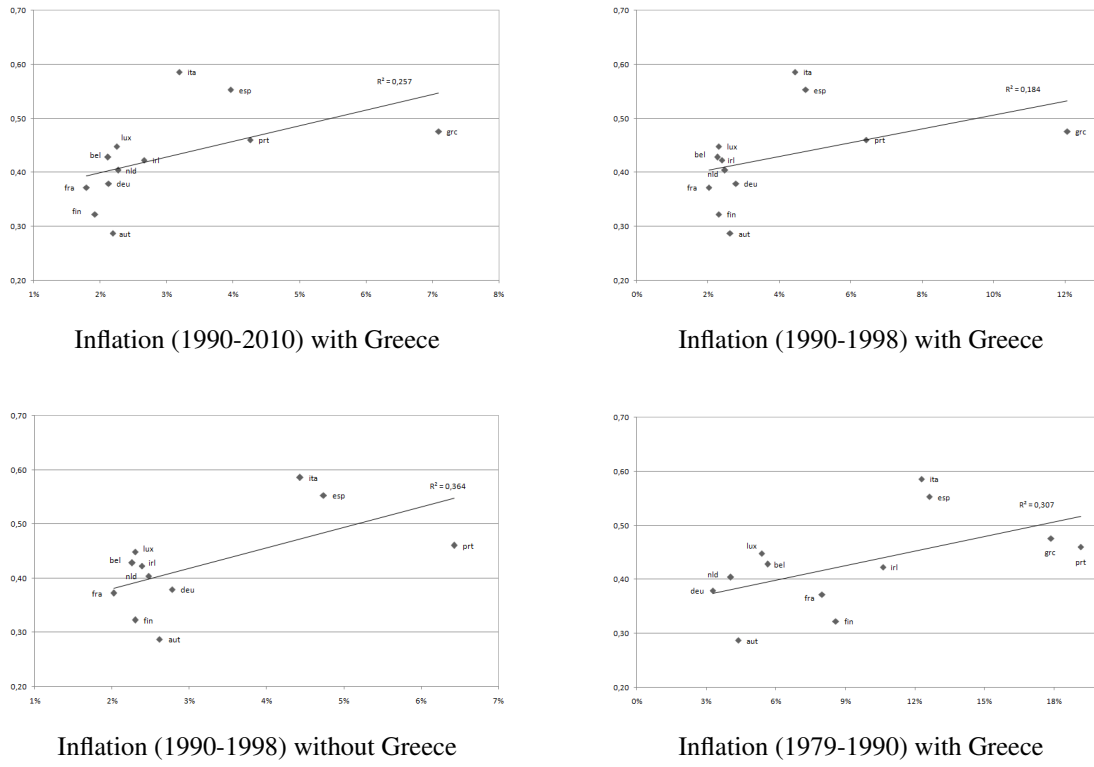 0,70
0,60
0,50
0,40
0,30
0,20
ita
esp
R² = 0,257
grc
prt
lux
bel
irl
nld
deu
fra
fin
aut
1% 2% 3% 4% 5% 6% 7% 8%
Inflation (1990-2010) with Greece
0,70
0,60
0,50
0,40
0,30
0,20
ita
esp
R² = 0,184
grc
prt
lux
bel
irl
nld
deu
fra
fin
aut
0% 2% 4% 6% 8% 10% 12%
Inflation (1990-1998) with Greece
0,70
0,60
0,50
0,40
0,30
0,20
ita
esp
R² = 0,364
prt
lux
bel
irl
nld
deu
fra
fin
aut
1% 2% 3% 4% 5% 6% 7%
Inflation (1990-1998) without Greece
0,70
0,60
0,50
0,40
0,30
0,20
ita
esp
R² = 0,307
grc
prt
lux
bel
irl
nld
deu
fra
fin
aut
0% 3% 6% 9% 12% 15% 18%
Inflation (1979-1990) with Greece